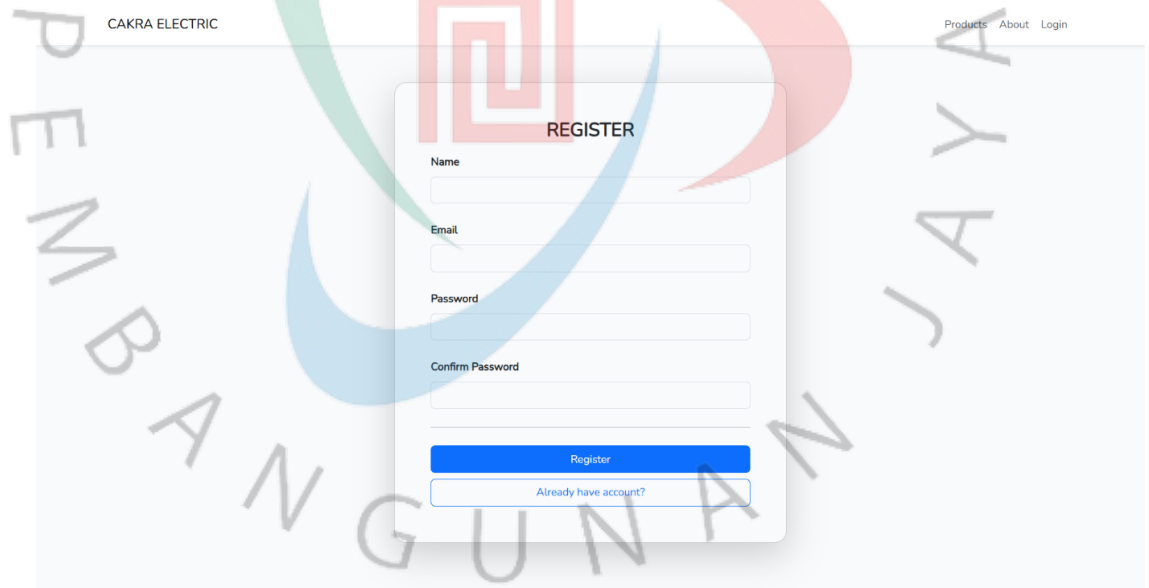 CAKRA ELECTRIC
Products About Login
REGISTER
Name
Email
Password
Confirm Password
Register
Already have account?
PEMBANGUNAN JAYA